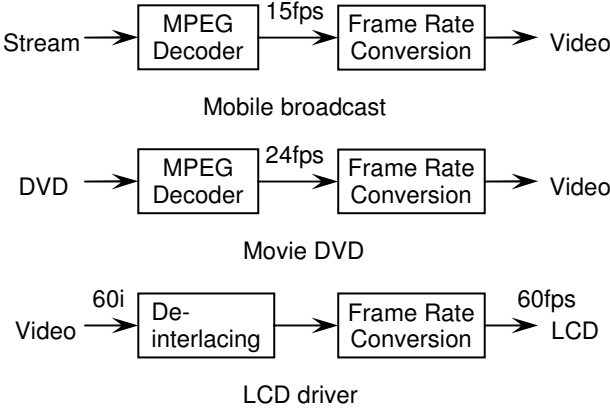 15fps
Stream
MPEG
Decoder
Frame Rate
Conversion
Video
Mobile broadcast
24fps
DVD
MPEG
Decoder
Frame Rate
Conversion
Video
Movie DVD
60i
60fps
Video
De-
interlacing
Frame Rate
Conversion
LCD
LCD driver